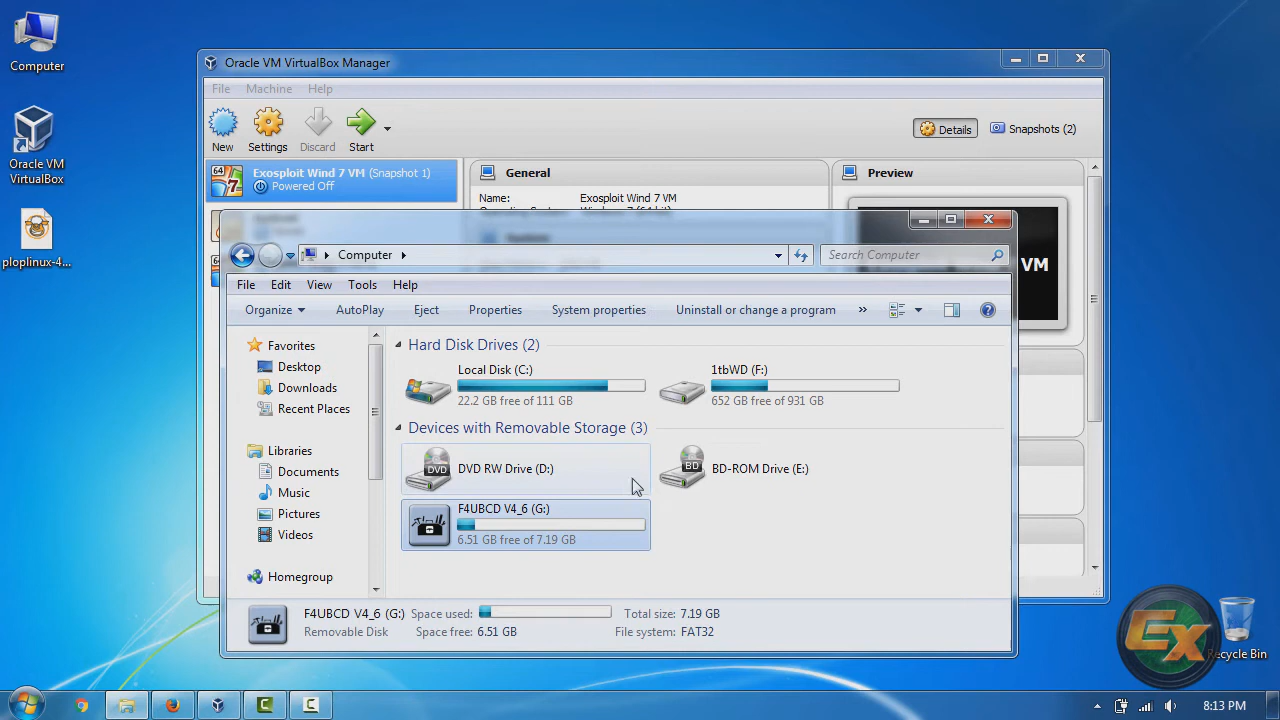 Computer
Oracle VM
VirtualBox
ploplinux-4...
Oracle VM VirtualBox Manager
File Machine Help
New Settings Discard Start
Details Snapshots (2)
64 7
Exosploit Wind 7 VM (Snapshot 1)
Powered Off
General
Name: Exosploit Wind 7 VM
Preview
VM
Computer
Search Computer
File Edit View Tools Help
Organize AutoPlay Eject Properties System properties Uninstall or change a program »
Favorites
Desktop
Downloads
Recent Places
Libraries
Documents
Music
Pictures
Videos
Homegroup
Hard Disk Drives (2)
Local Disk (C:)
22.2 GB free of 111 GB
1tbWD (F:)
652 GB free of 931 GB
Devices with Removable Storage (3)
DVD
DVD RW Drive (D:)
BD
BD-ROM Drive (E:)
F4UBCD V4_6 (G:)
6.51 GB free of 7.19 GB
F4UBCD V4_6 (G:) Space used: Total size: 7.19 GB
Removable Disk Space free: 6.51 GB File system: FAT32
Ex
Recycle Bin
8:13 PM